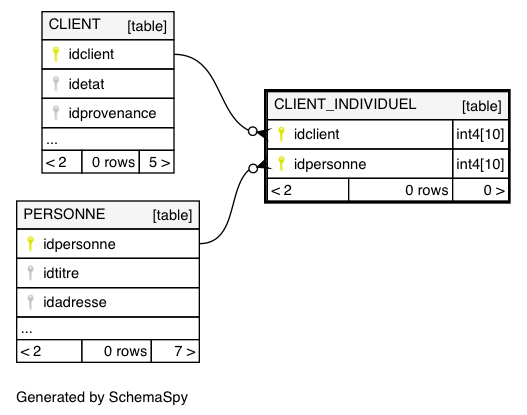 CLIENT [table]
idclient
idetat
idprovenance
...
< 2 0 rows 5 >
CLIENT_INDIVIDUEL [table]
idclient int4[10]
idpersonne int4[10]
< 2 0 rows 0 >
PERSONNE [table]
idpersonne
idtitre
idadresse
...
< 2 0 rows 7 >
Generated by SchemaSpy